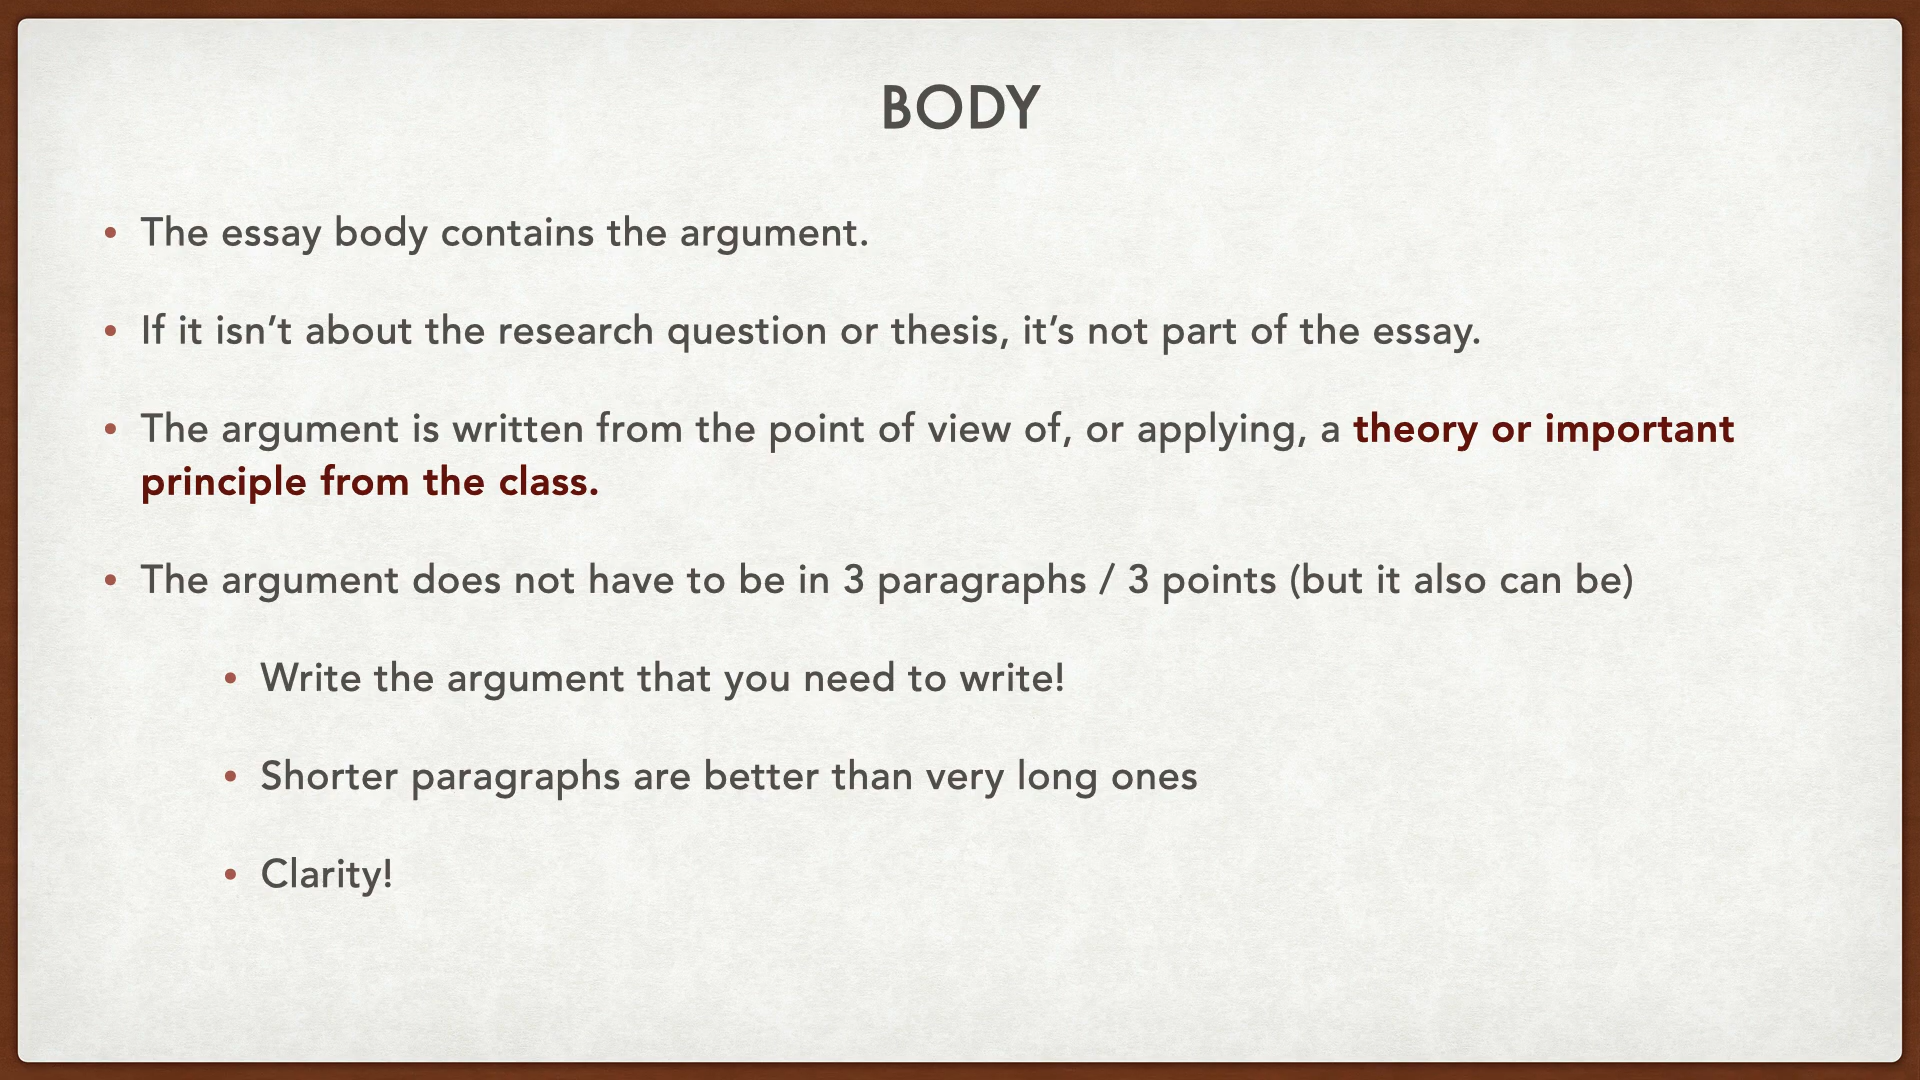 BODY
• The essay body contains the argument.
• If it isn’t about the research question or thesis, it’s not part of the essay.
• The argument is written from the point of view of, or applying, a theory or important
principle from the class.
• The argument does not have to be in 3 paragraphs / 3 points (but it also can be)
• Write the argument that you need to write!
• Shorter paragraphs are better than very long ones
• Clarity!